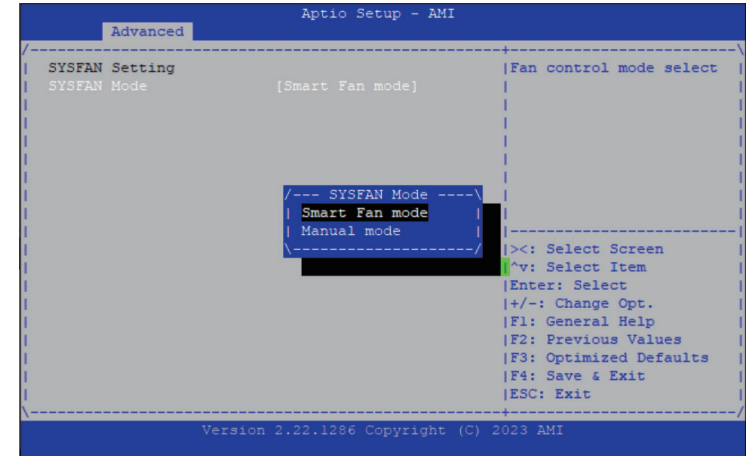 Aptio Setup - AMI
Advanced
SYSFAN Setting
SYSFAN Mode [Smart Fan mode]
Fan control mode select
/--- SYSFAN Mode ----\
Smart Fan mode
Manual mode
><: Select Screen
^v: Select Item
Enter: Select
+/-: Change Opt.
F1: General Help
F2: Previous Values
F3: Optimized Defaults
F4: Save & Exit
ESC: Exit
Version 2.22.1286 Copyright (C) 2023 AMI